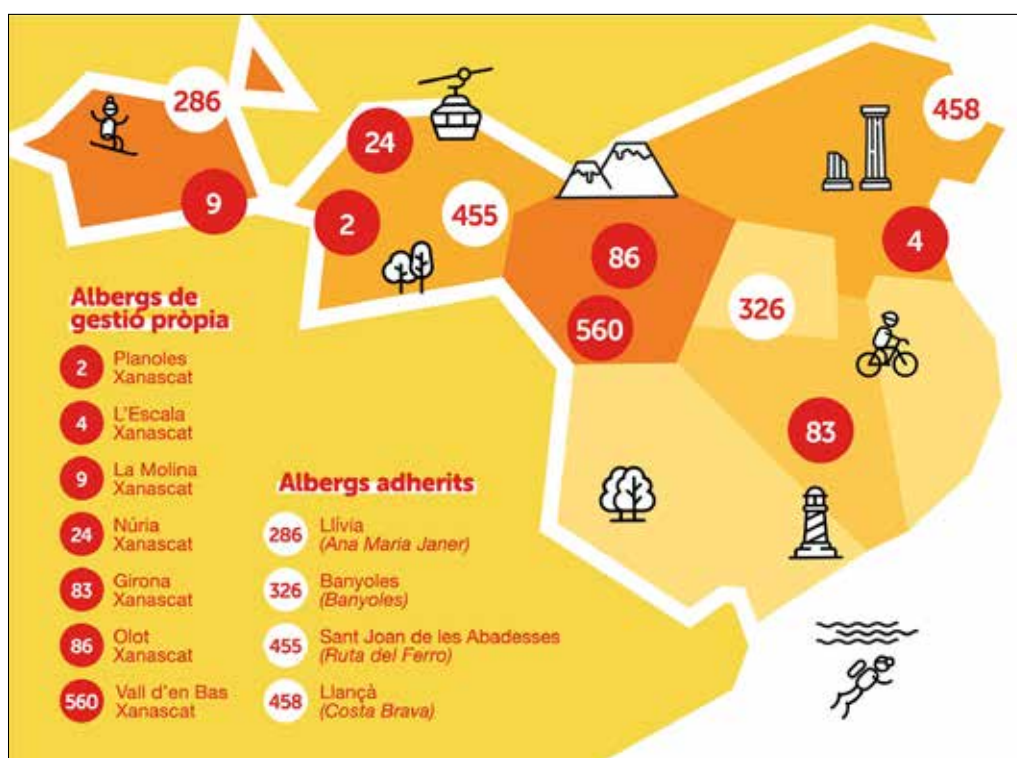 286
458
24
9
2
455
4
86
326
560
83
Albergs de
gestió pròpia
2 Planoles
Xanascat
4 L'Escala
Xanascat
9 La Molina
Xanascat
24 Núria
Xanascat
83 Girona
Xanascat
86 Olot
Xanascat
560 Vall d'en Bas
Xanascat
Albergs adherits
286 Llívia
(Ana Maria Janer)
326 Banyoles
(Banyoles)
455 Sant Joan de les Abadesses
(Ruta del Ferro)
458 Llançà
(Costa Brava)